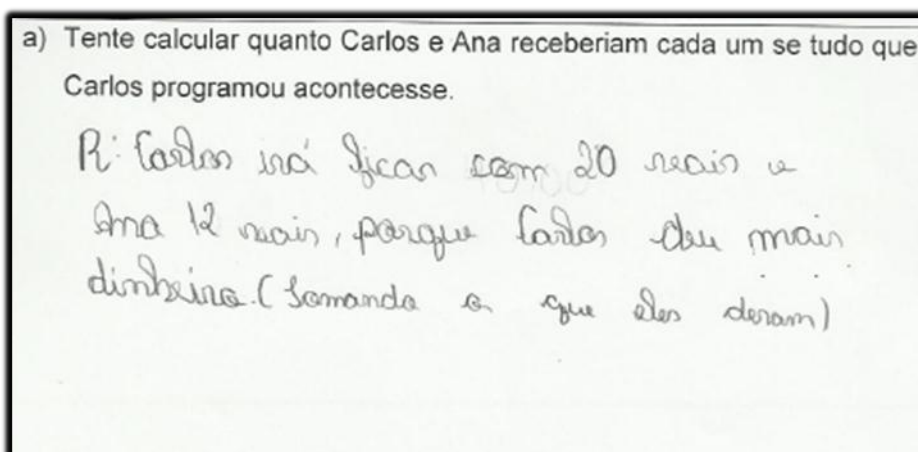 a) Tente calcular quanto Carlos e Ana receberiam cada um se tudo que
Carlos programou acontecesse.
R: Carlos irá ficar com 20 reais e
Ana 12 reais, porque Carlos deu mais
dinheiro. (Somando o que eles deram)